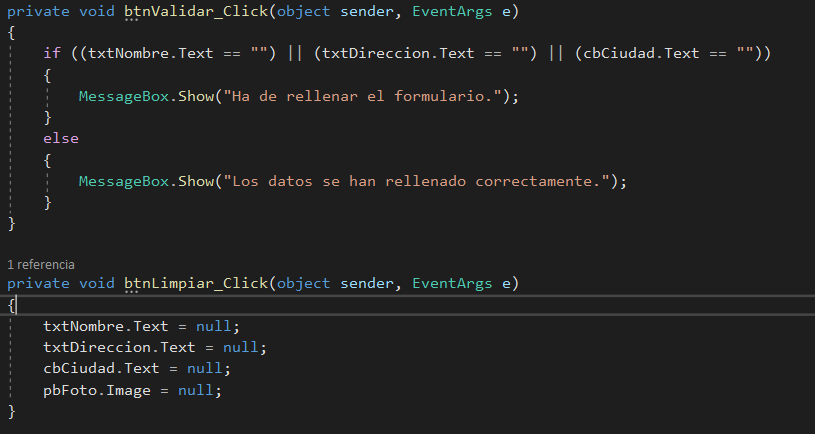 private void btnValidar_Click(object sender, EventArgs e)
{
    if ((txtNombre.Text == "") || (txtDireccion.Text == "") || (cbCiudad.Text == ""))
    {
        MessageBox.Show("Ha de rellenar el formulario.");
    }
    else
    {
        MessageBox.Show("Los datos se han rellenado correctamente.");
    }
}
1 referencia
private void btnLimpiar_Click(object sender, EventArgs e)
{
    txtNombre.Text = null;
    txtDireccion.Text = null;
    cbCiudad.Text = null;
    pbFoto.Image = null;
}